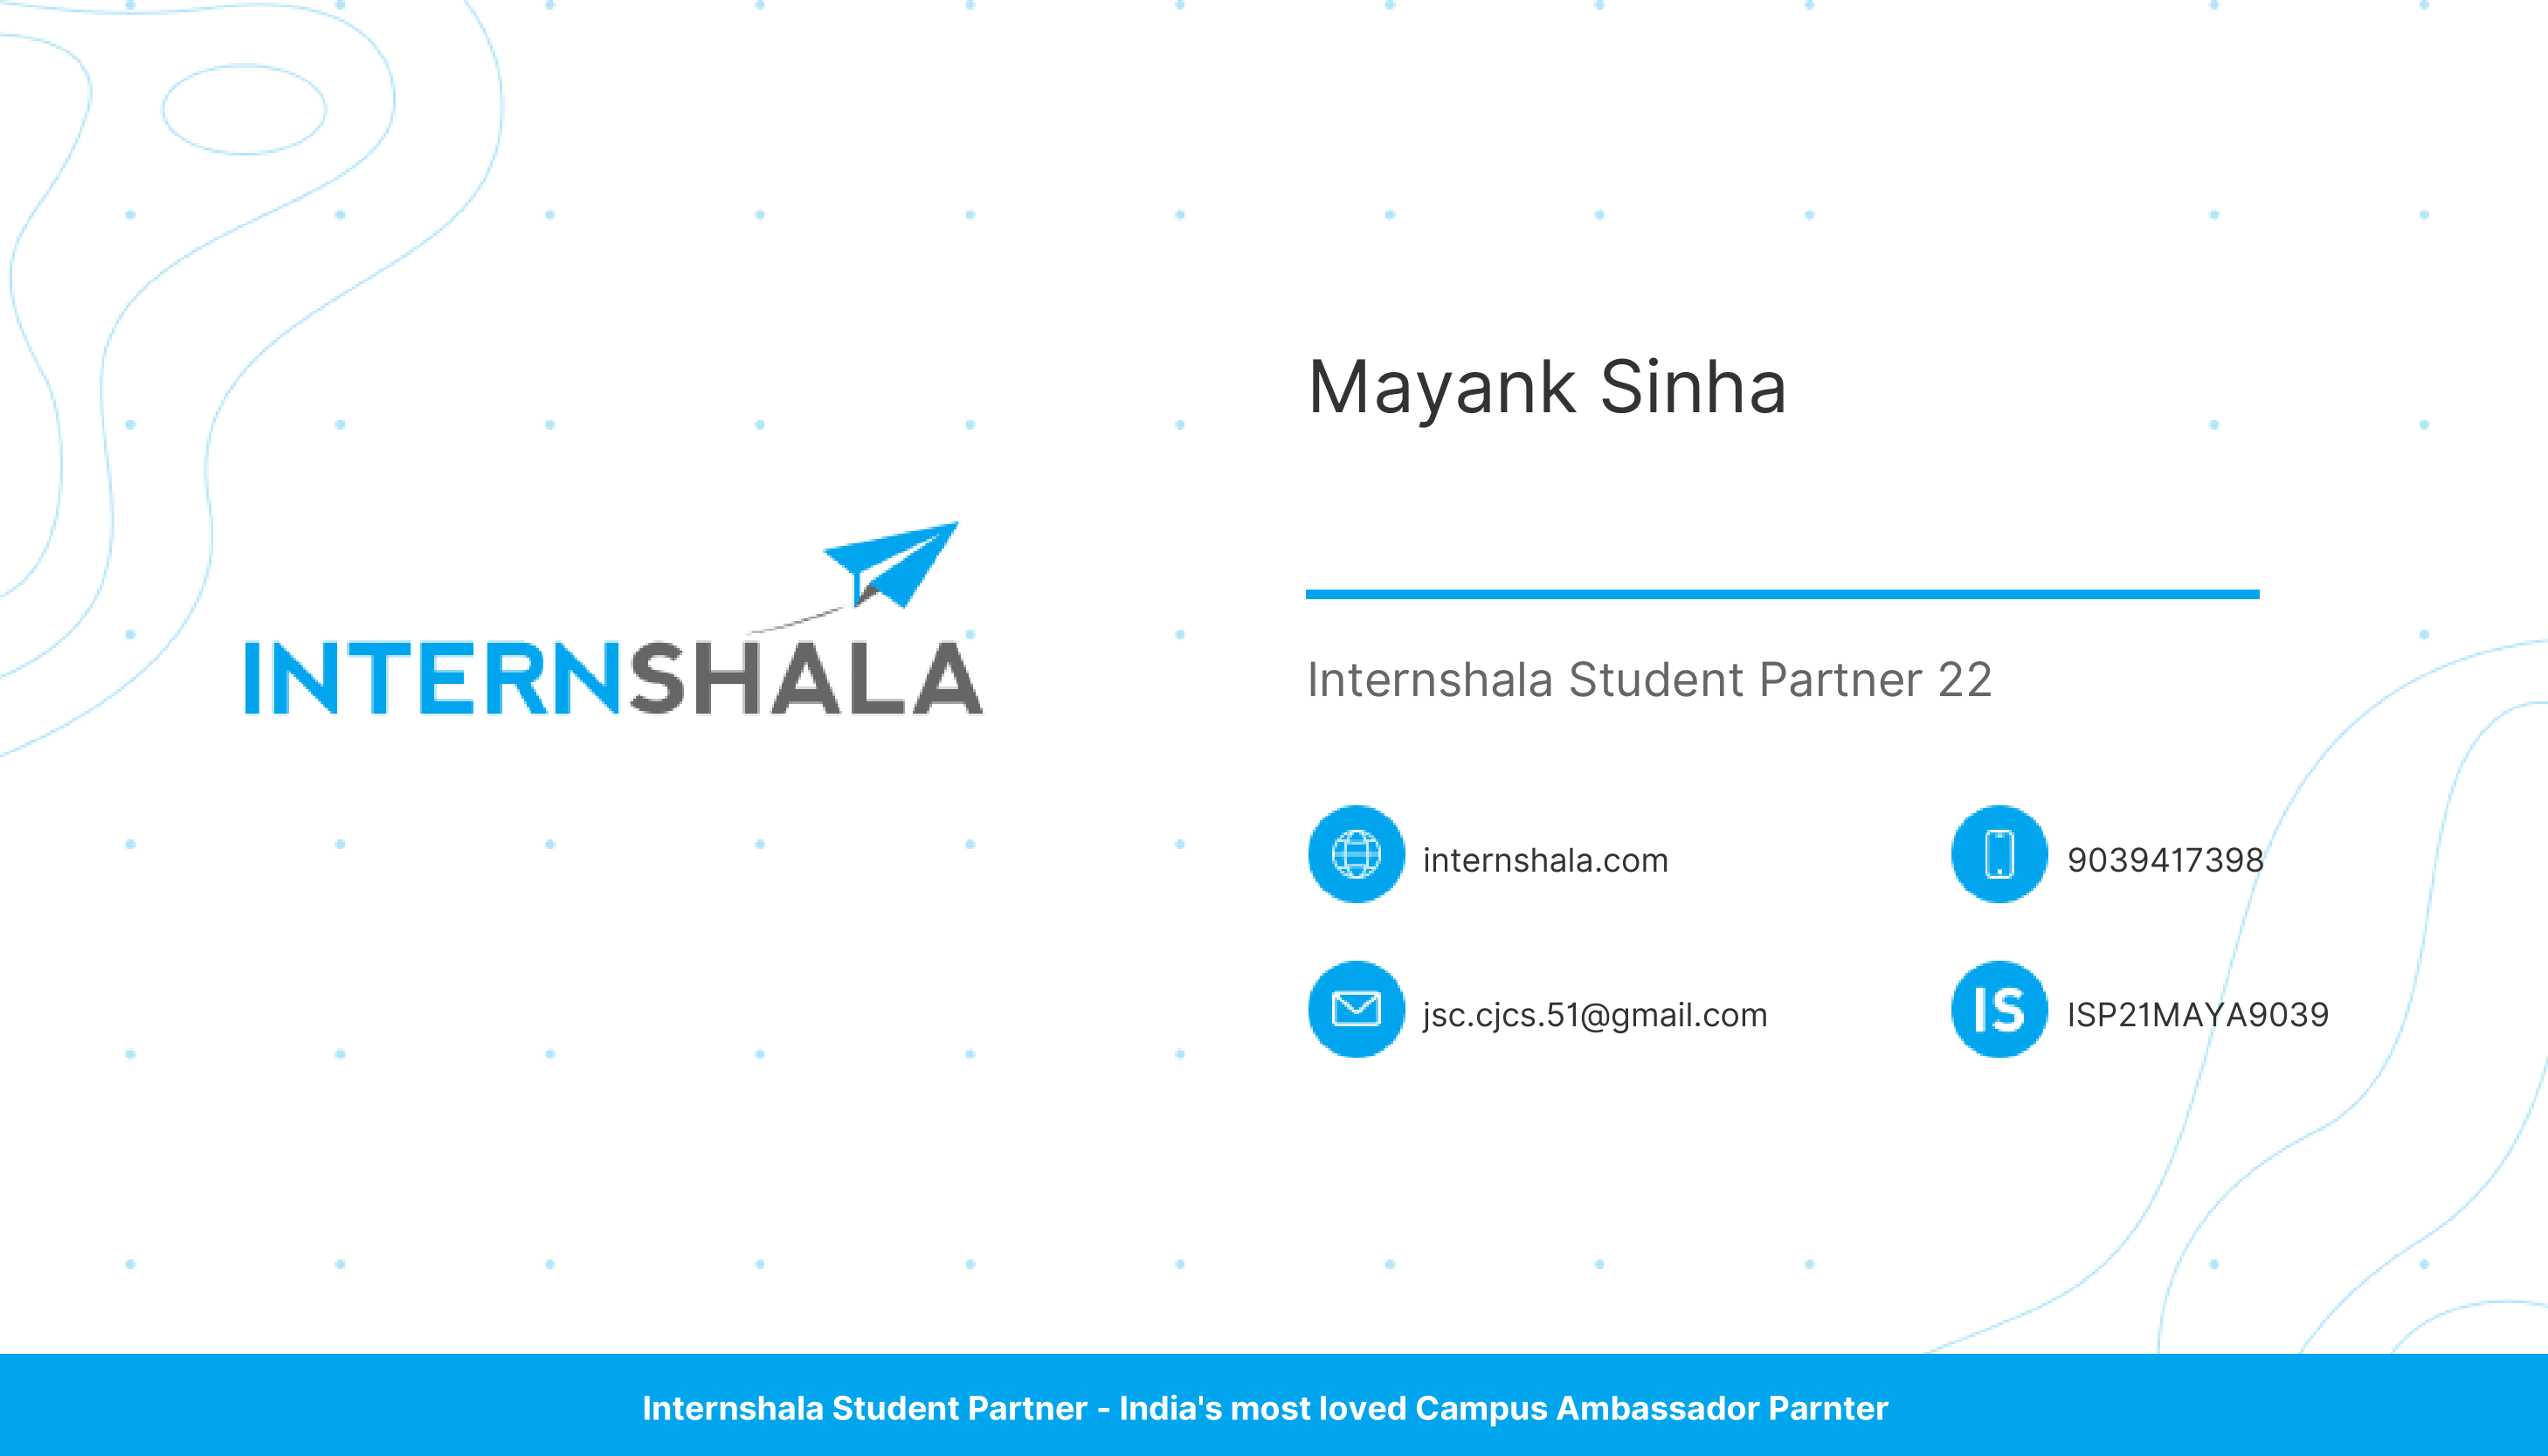 Mayank Sinha
INTERNSHALA
Internshala Student Partner 22
internshala.com
9039417398
jsc.cjcs.51@gmail.com
IS
ISP21MAYA9039
Internshala Student Partner - India's most loved Campus Ambassador Parnter